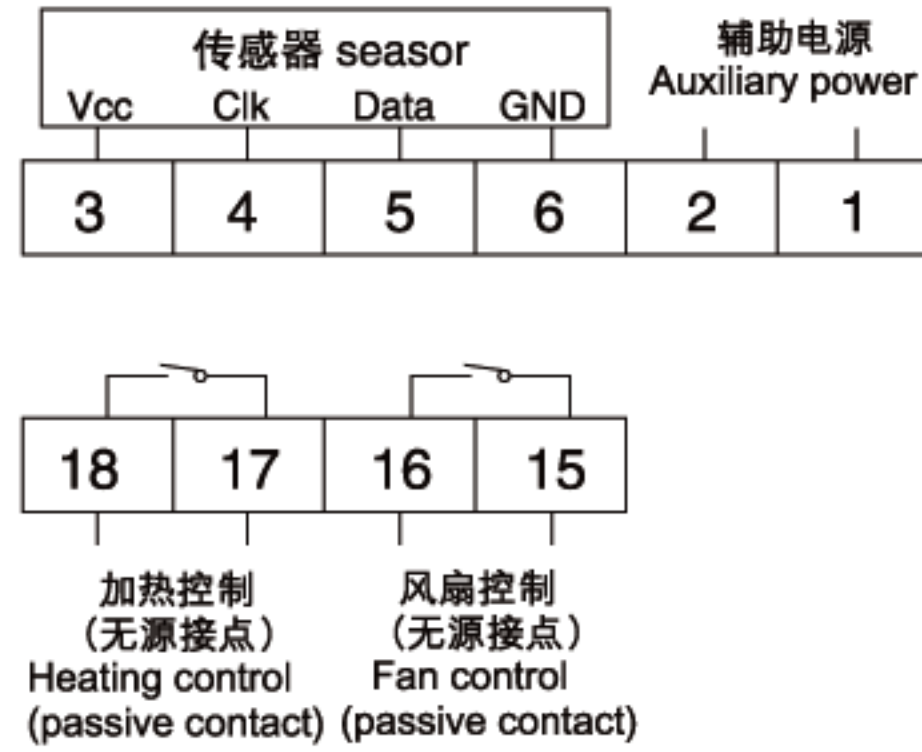 传感器 seasor
Vcc Clk Data GND
辅助电源
Auxiliary power
3 4 5 6 2 1
18 17 16 15
加热控制
（无源接点）
Heating control
(passive contact)
风扇控制
（无源接点）
Fan control
(passive contact)